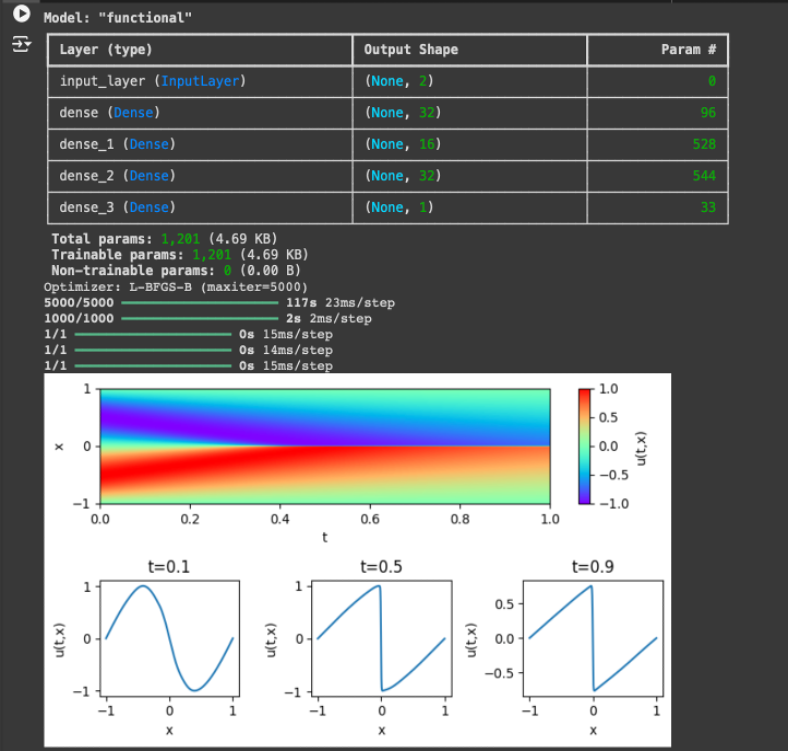 Model: "functional"
Layer (type) Output Shape Param #
input_layer (InputLayer) (None, 2) 0
dense (Dense) (None, 32) 96
dense_1 (Dense) (None, 16) 528
dense_2 (Dense) (None, 32) 544
dense_3 (Dense) (None, 1) 33
Total params: 1,201 (4.69 KB)
Trainable params: 1,201 (4.69 KB)
Non-trainable params: 0 (0.00 B)
Optimizer: L-BFGS-B (maxiter=5000)
5000/5000 117s 23ms/step
1000/1000 2s 2ms/step
1/1 0s 15ms/step
1/1 0s 14ms/step
1/1 0s 15ms/step
1 1.0
0.5
x 0 0.0 u(t,x)
−0.5
−1 −1.0
0.0 0.2 0.4 0.6 0.8 1.0
t
t=0.1 t=0.5 t=0.9
1 1 0.5
u(t,x) 0 u(t,x) 0 u(t,x) 0.0
−1 −1 −0.5
−1 0 1 −1 0 1 −1 0 1
x x x